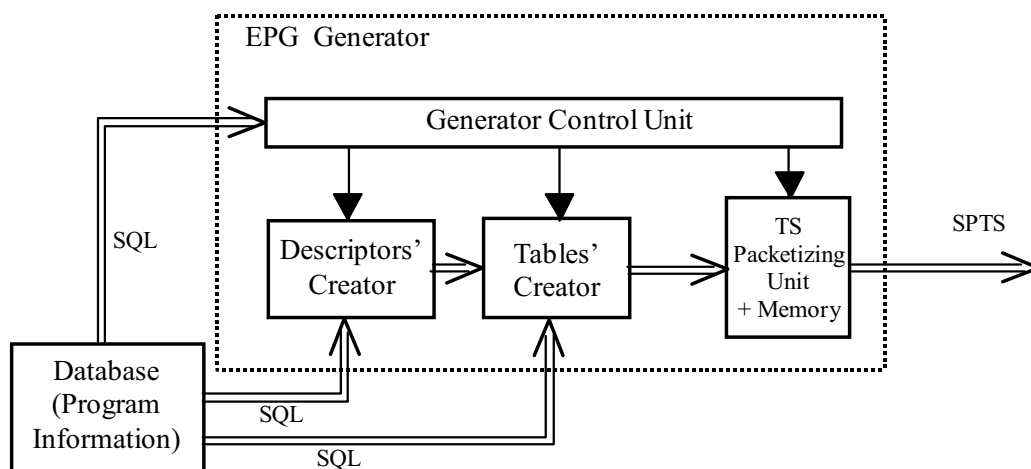 EPG Generator
Generator Control Unit
SQL
Descriptors’
Creator
Tables’
Creator
TS
Packetizing
Unit
+ Memory
SPTS
Database
(Program
Information)
SQL
SQL